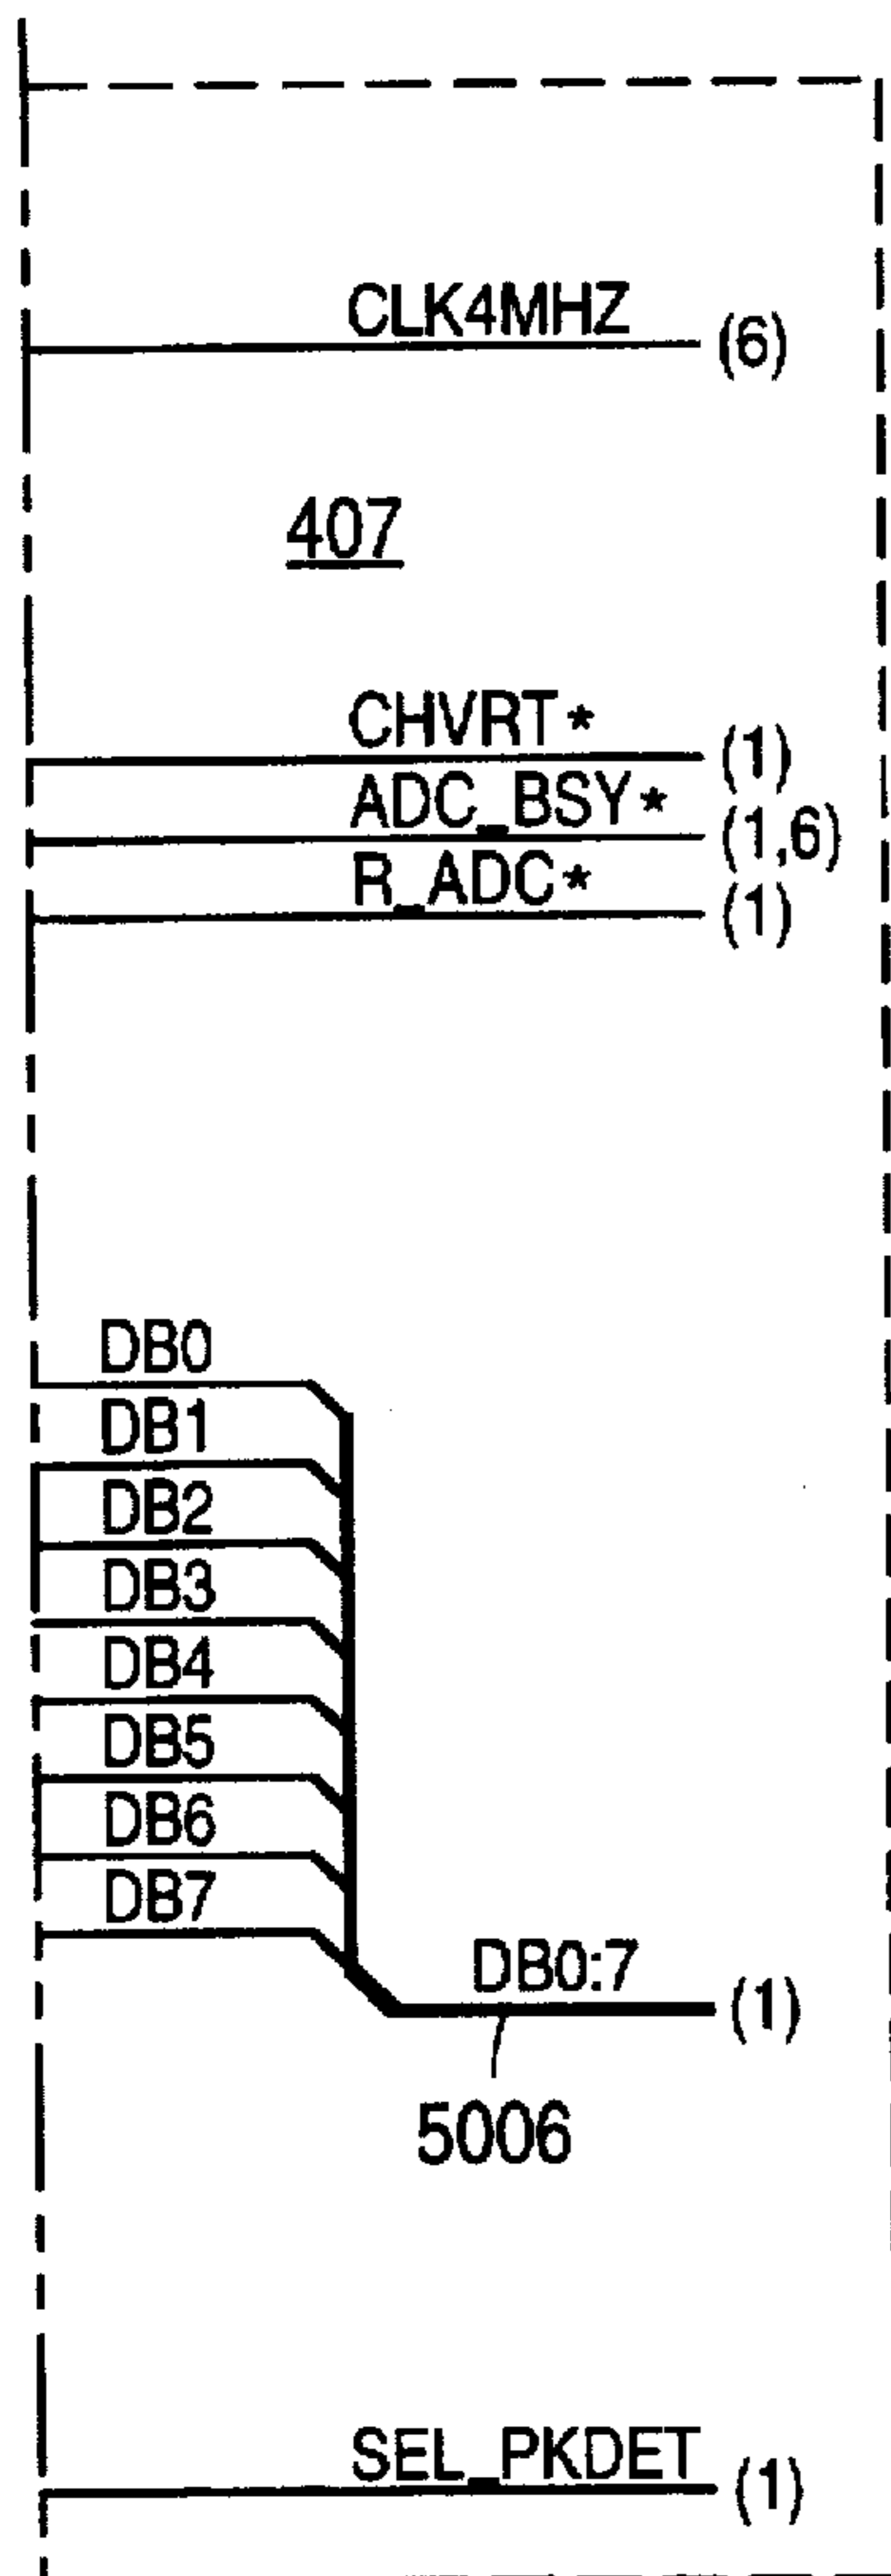 CLK4MHZ (6)
407
CHVRT* (1)
ADC_BSY* (1,6)
R_ADC* (1)
DB0
DB1
DB2
DB3
DB4
DB5
DB6
DB7
DB0:7 (1)
5006
SEL_PKDET (1)